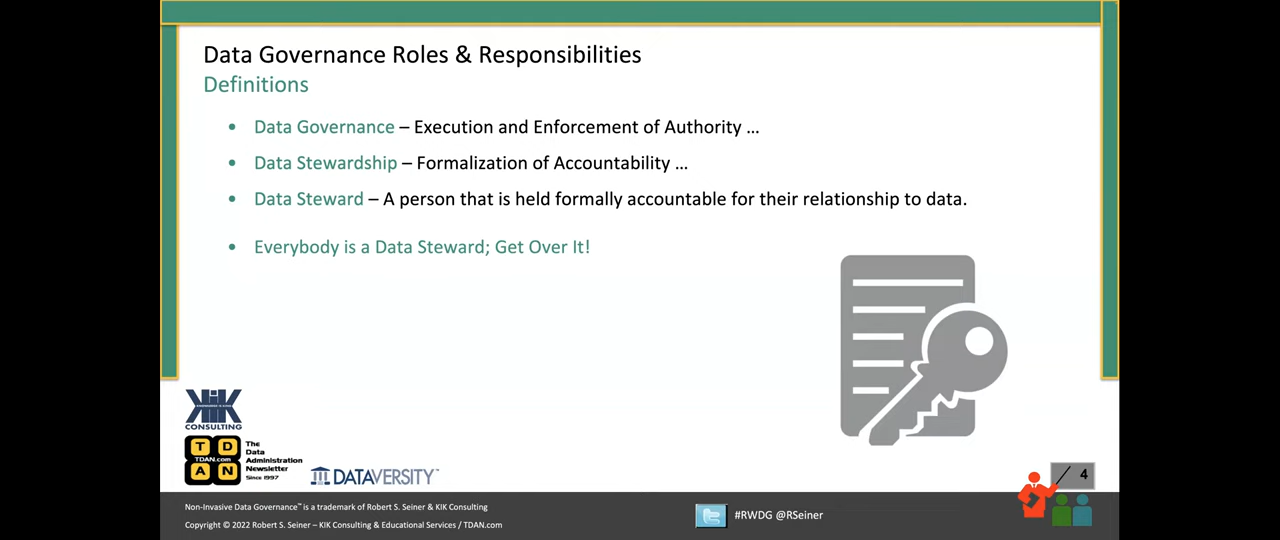 Data Governance Roles & Responsibilities
Definitions
• Data Governance – Execution and Enforcement of Authority …
• Data Stewardship – Formalization of Accountability …
• Data Steward – A person that is held formally accountable for their relationship to data.
• Everybody is a Data Steward; Get Over It!
KIK
CONSULTING
T D
TDAN.com
A N
The
Data
Administration
Newsletter
Since 1997
DATAVERSITY™
4
Non-Invasive Data Governance™ is a trademark of Robert S. Seiner & KIK Consulting
Copyright © 2022 Robert S. Seiner – KIK Consulting & Educational Services / TDAN.com
#RWDG @RSeiner